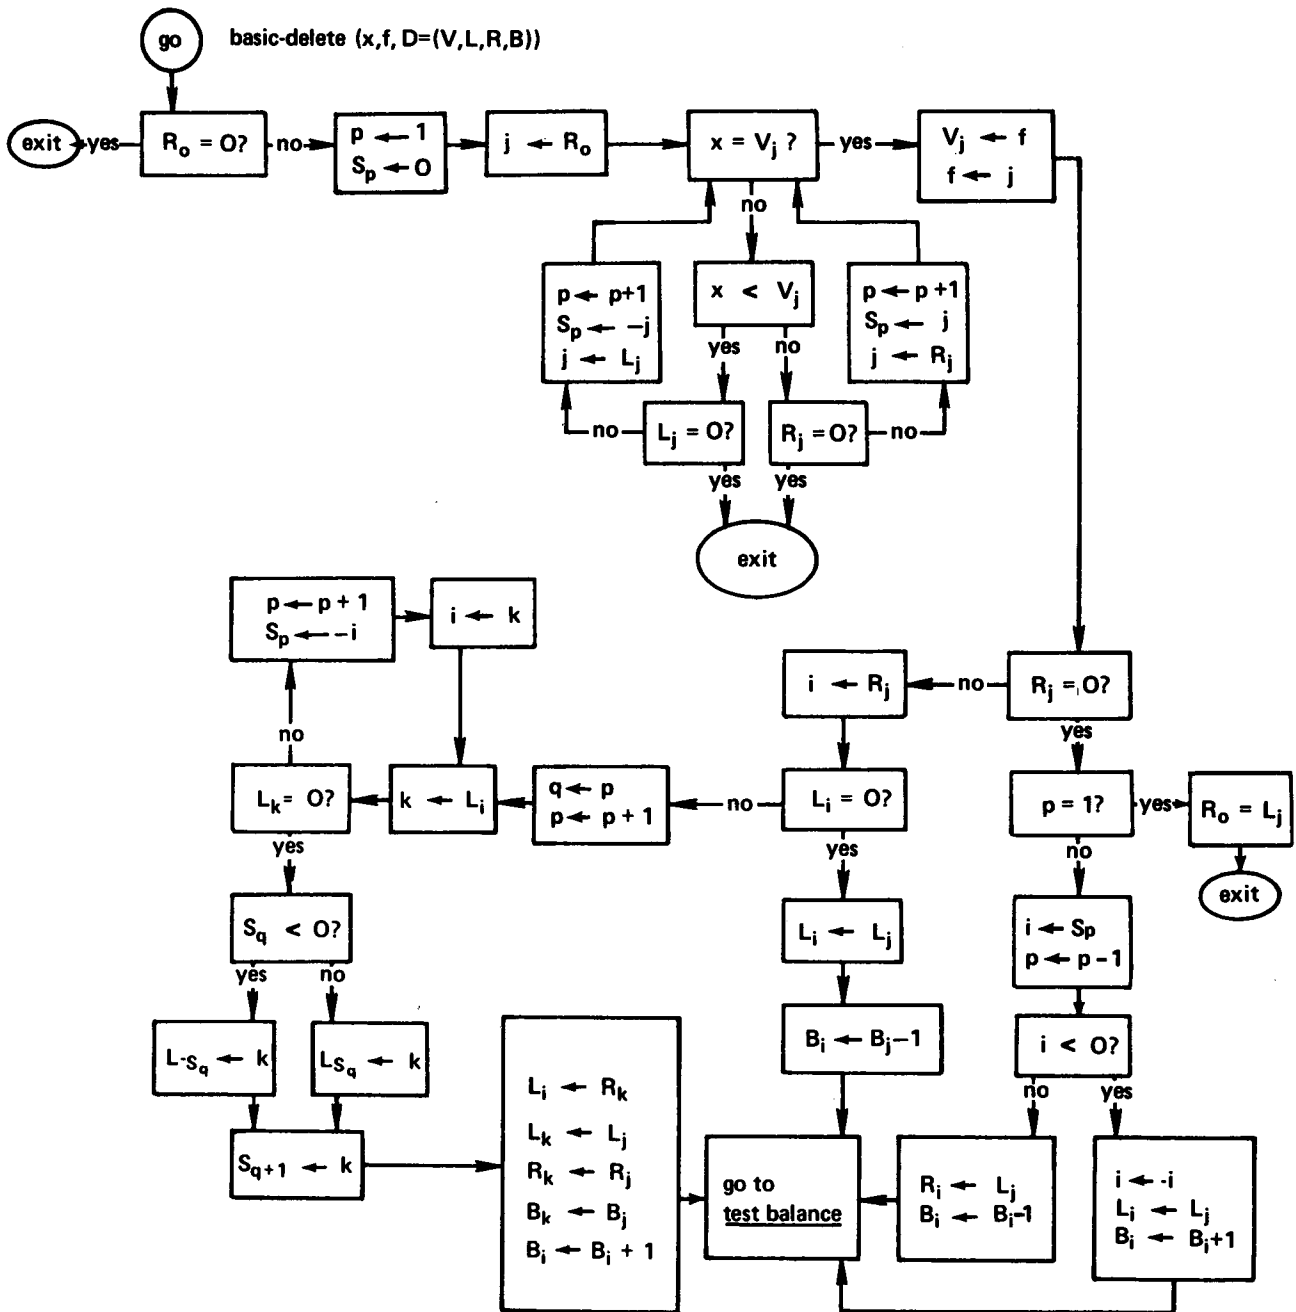 go
basic-delete (x,f, D=(V,L,R,B))
exit
yes
R₀ = O?
no
p ← 1
Sₚ ← O
j ← R₀
x = Vⱼ ?
yes
Vⱼ ← f
f ← j
no
p ← p+1
Sₚ ← -j
j ← Lⱼ
x < Vⱼ
p ← p +1
Sₚ ← j
j ← Rⱼ
yes
no
no
Lⱼ = O?
Rⱼ = O?
no
yes
yes
exit
p ← p + 1
Sₚ ← -i
i ← k
i ← Rⱼ
no
Rⱼ = O?
no
yes
Lₖ = O?
k ← Lᵢ
q ← p
p ← p + 1
no
Lᵢ = O?
p = 1?
yes
R₀ = Lⱼ
yes
yes
no
exit
S_q < O?
Lᵢ ← Lⱼ
i ← Sp
p ← p - 1
yes
no
L-S_q ← k
L_S_q ← k
Bᵢ ← Bⱼ-1
i < O?
no
yes
S_q+1 ← k
Lᵢ ← Rₖ
Lₖ ← Lⱼ
Rₖ ← Rⱼ
Bₖ ← Bⱼ
Bᵢ ← Bᵢ + 1
go to
test balance
Rᵢ ← Lⱼ
Bᵢ ← Bᵢ-1
i ← -i
Lᵢ ← Lⱼ
Bᵢ ← Bᵢ+1